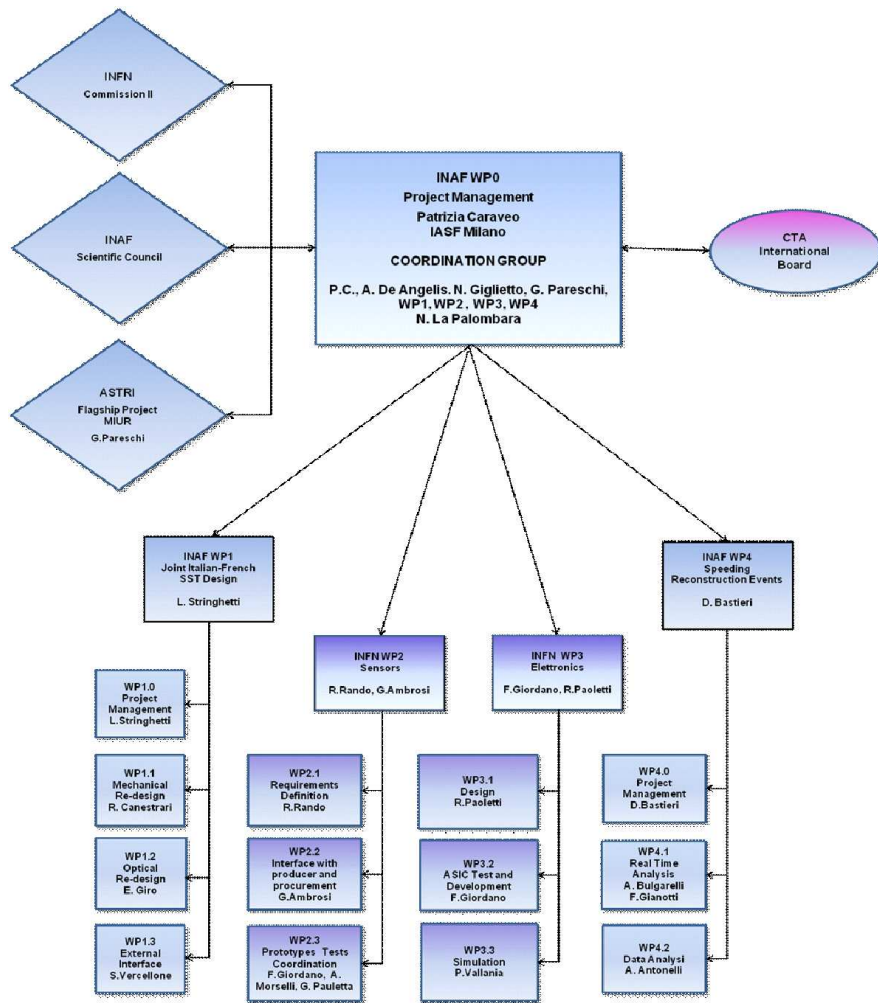 INFN
Commission II
INAF
Scientific Council
ASTRI
Flagship Project
MIUR
G.Pareschi
INAF WP0
Project Management
Patrizia Caraveo
IASF Milano
COORDINATION GROUP
P.C., A. De Angelis. N. Giglietto, G. Pareschi,
WP1, WP2 , WP3, WP4
N. La Palombara
CTA
International
Board
INAF WP1
Joint Italian-French
SST Design
L. Stringhetti
WP1.0
Project
Management
L.Stringhetti
WP1.1
Mechanical
Re-design
R. Canestrari
WP1.2
Optical
Re-design
E. Giro
WP1.3
External
Interface
S.Vercellone
INFN WP2
Sensors
R.Rando, G.Ambrosi
WP2.1
Requirements
Definition
R.Rando
WP2.2
Interface with
producer and
procurement
G.Ambrosi
WP2.3
Prototypes Tests
Coordination
F.Giordano, A.
Morselli, G. Pauletta
INFN WP3
Elettronics
F.Giordano, R.Paoletti
WP3.1
Design
R.Paoletti
WP3.2
ASIC Test and
Development
F.Giordano
WP3.3
Simulation
P.Vallania
INAF WP4
Speeding
Reconstruction Events
D. Bastieri
WP4.0
Project
Management
D.Bastieri
WP4.1
Real Time
Analysis
A. Bulgarelli
F.Gianotti
WP4.2
Data Analysi
A. Antonelli